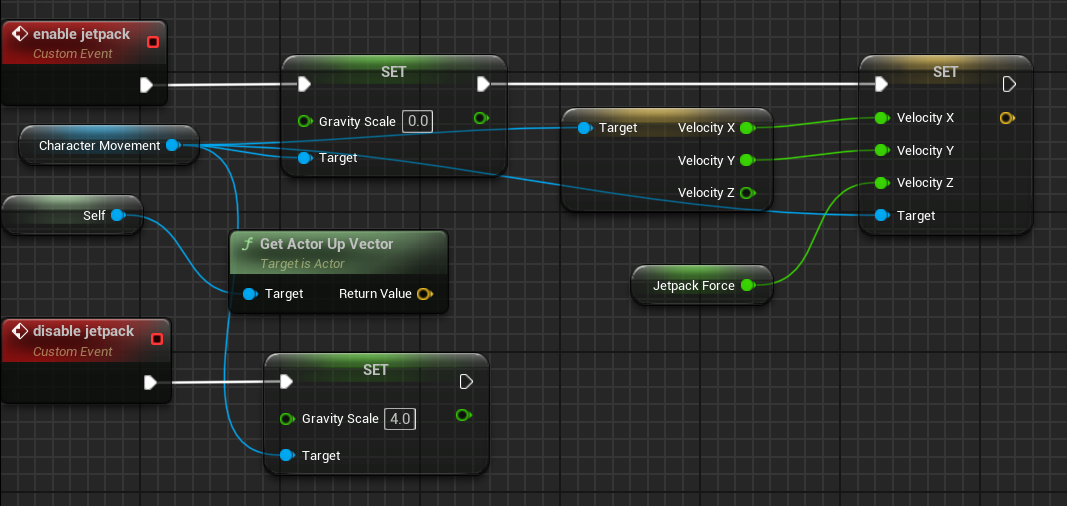 enable jetpack
Custom Event
SET
Gravity Scale 0.0
Target
Character Movement
Self
Target Velocity X
Velocity Y
Velocity Z
SET
Velocity X
Velocity Y
Velocity Z
Target
f Get Actor Up Vector
Target is Actor
Target Return Value
Jetpack Force
disable jetpack
Custom Event
SET
Gravity Scale 4.0
Target